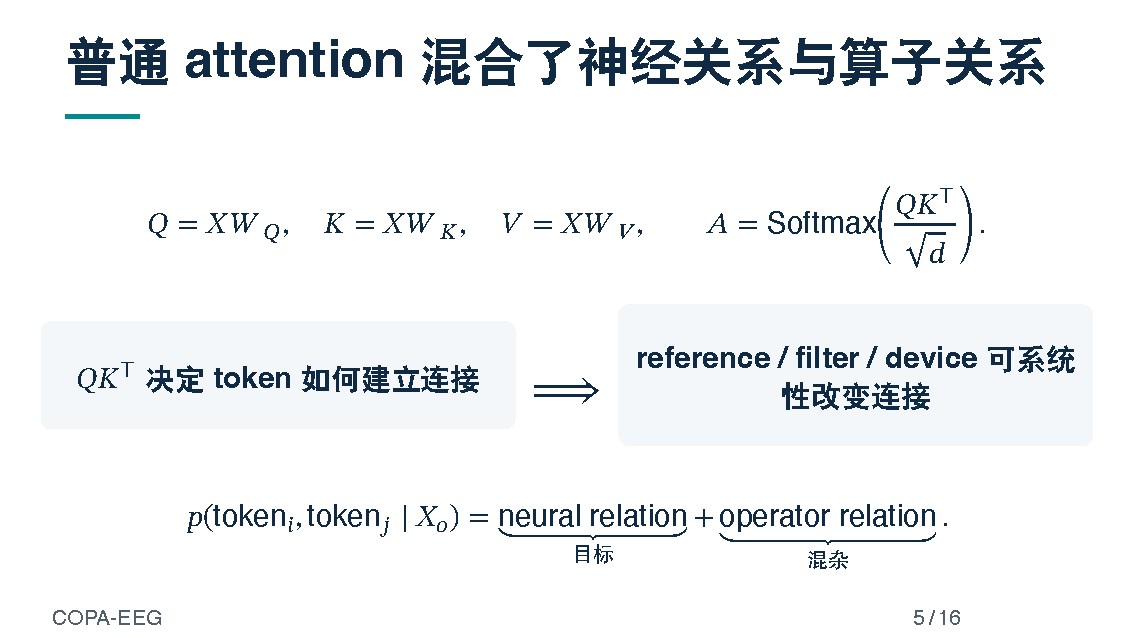 普通 attention 混合了神经关系与算子关系
Q = XW_Q, K = XW_K, V = XW_V, A = Softmax(QK^⊤ / √d).
QK^⊤ 决定 token 如何建立连接
⟹
reference / filter / device 可系统
性改变连接
p(token_i, token_j | X_o) = neural relation + operator relation .
目标
混杂
COPA-EEG
5 / 16